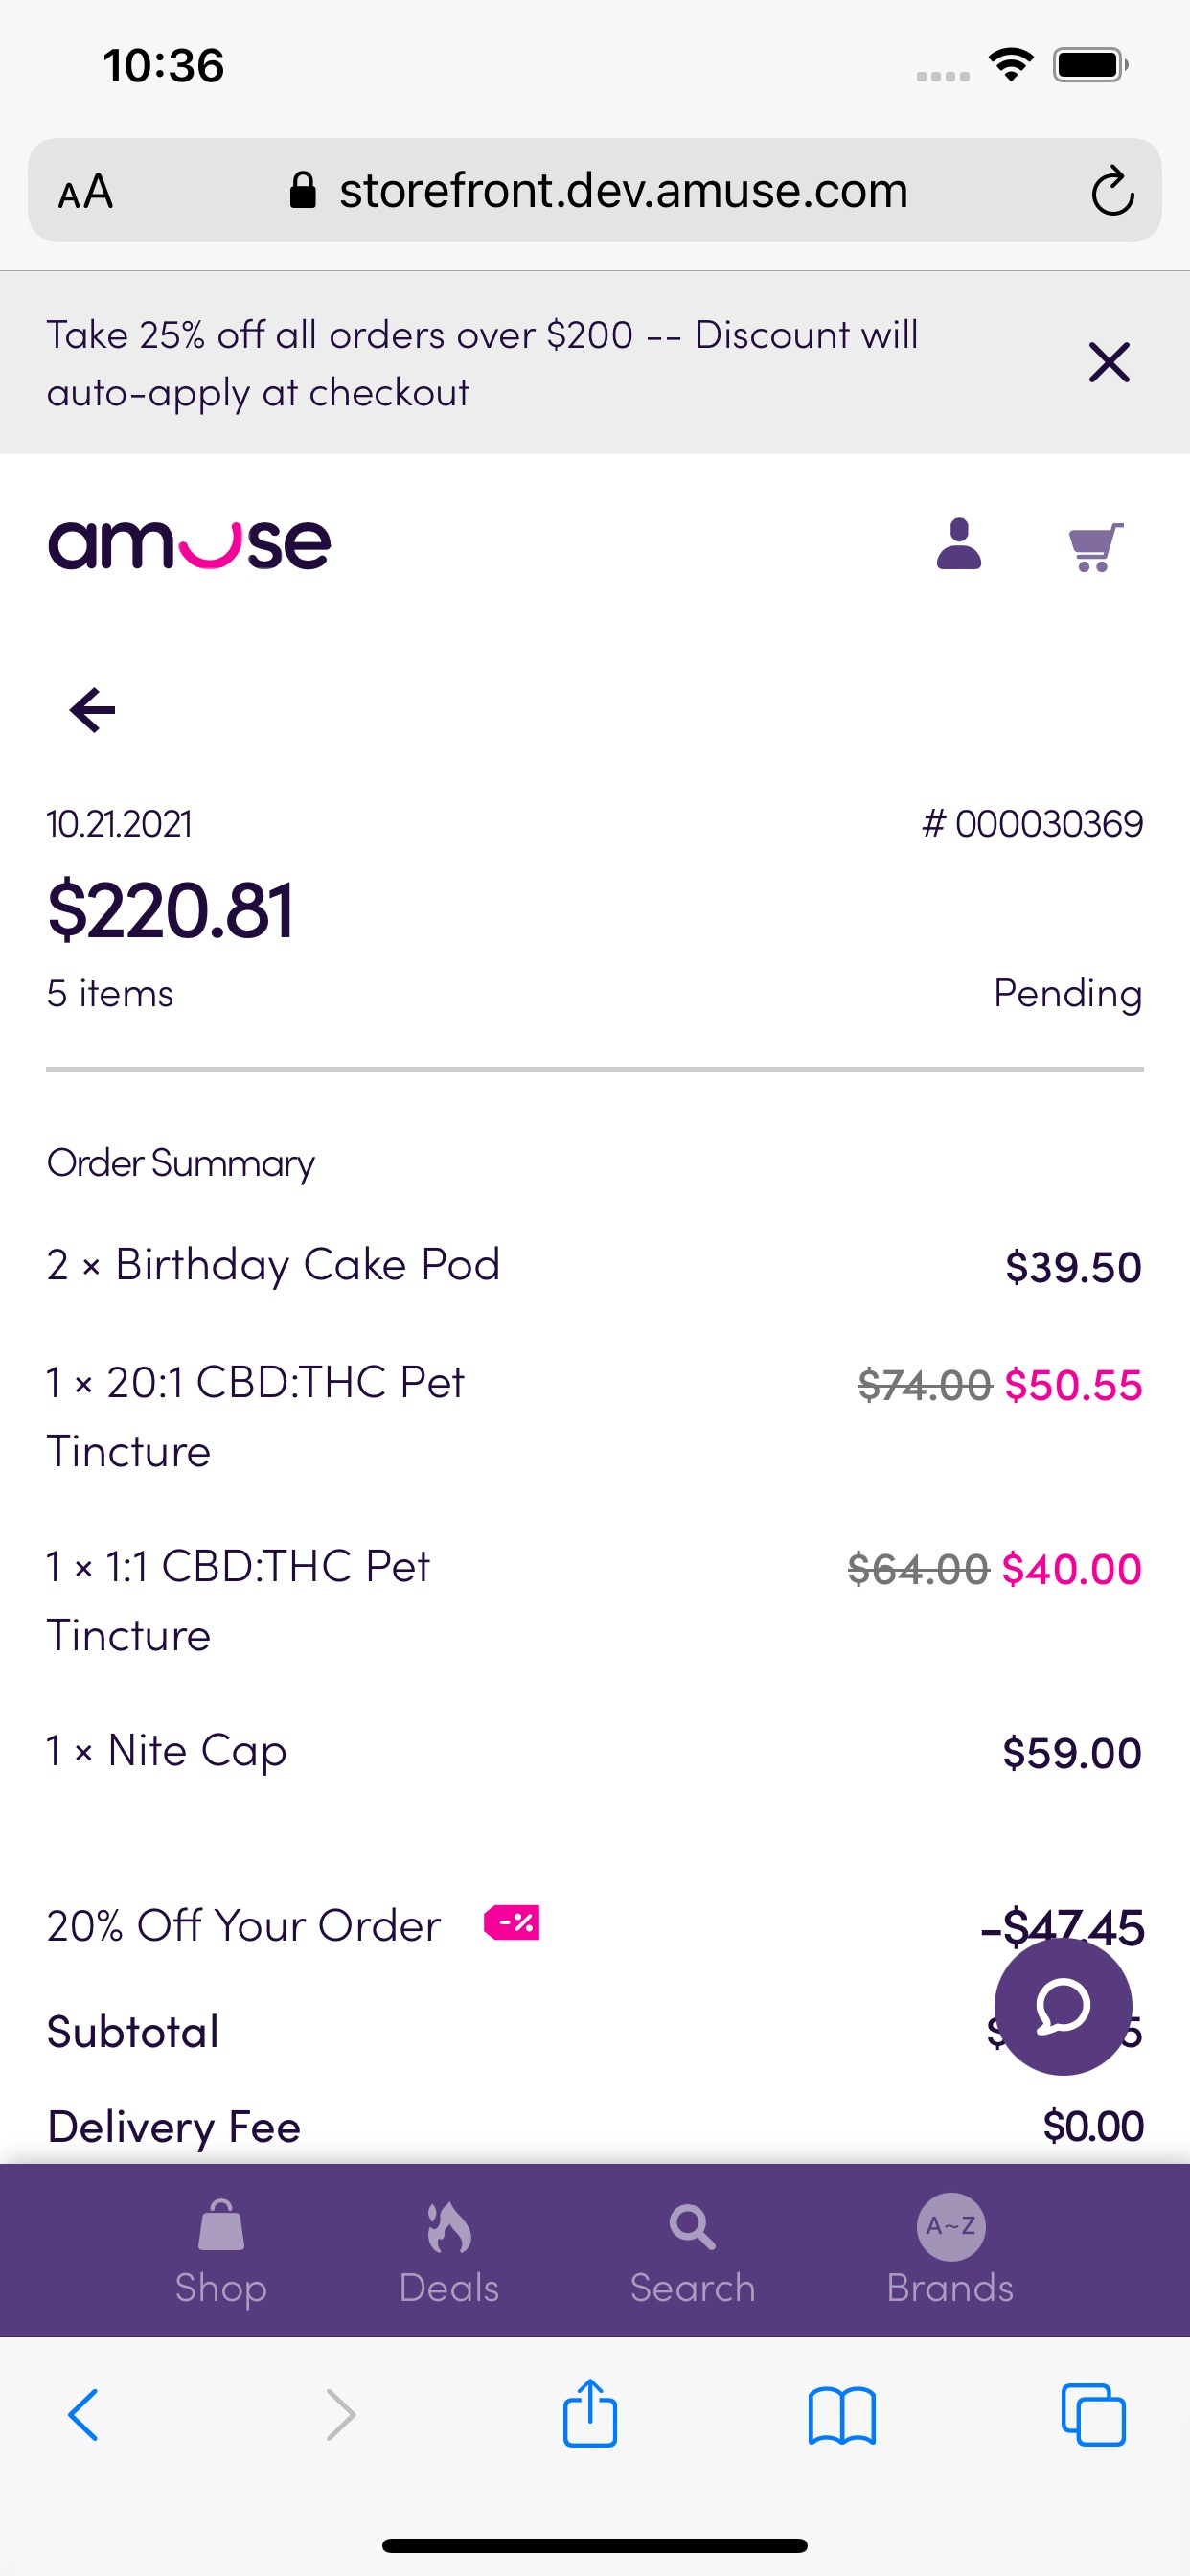 10:36
AA storefront.dev.amuse.com
Take 25% off all orders over $200 -- Discount will
auto-apply at checkout
amuse
10.21.2021 # 000030369
$220.81
5 items Pending
Order Summary
2 × Birthday Cake Pod $39.50
1 × 20:1 CBD:THC Pet $74.00 $50.55
Tincture
1 × 1:1 CBD:THC Pet $64.00 $40.00
Tincture
1 × Nite Cap $59.00
20% Off Your Order -% -$47.45
Subtotal
Delivery Fee $0.00
A~Z
Shop Deals Search Brands